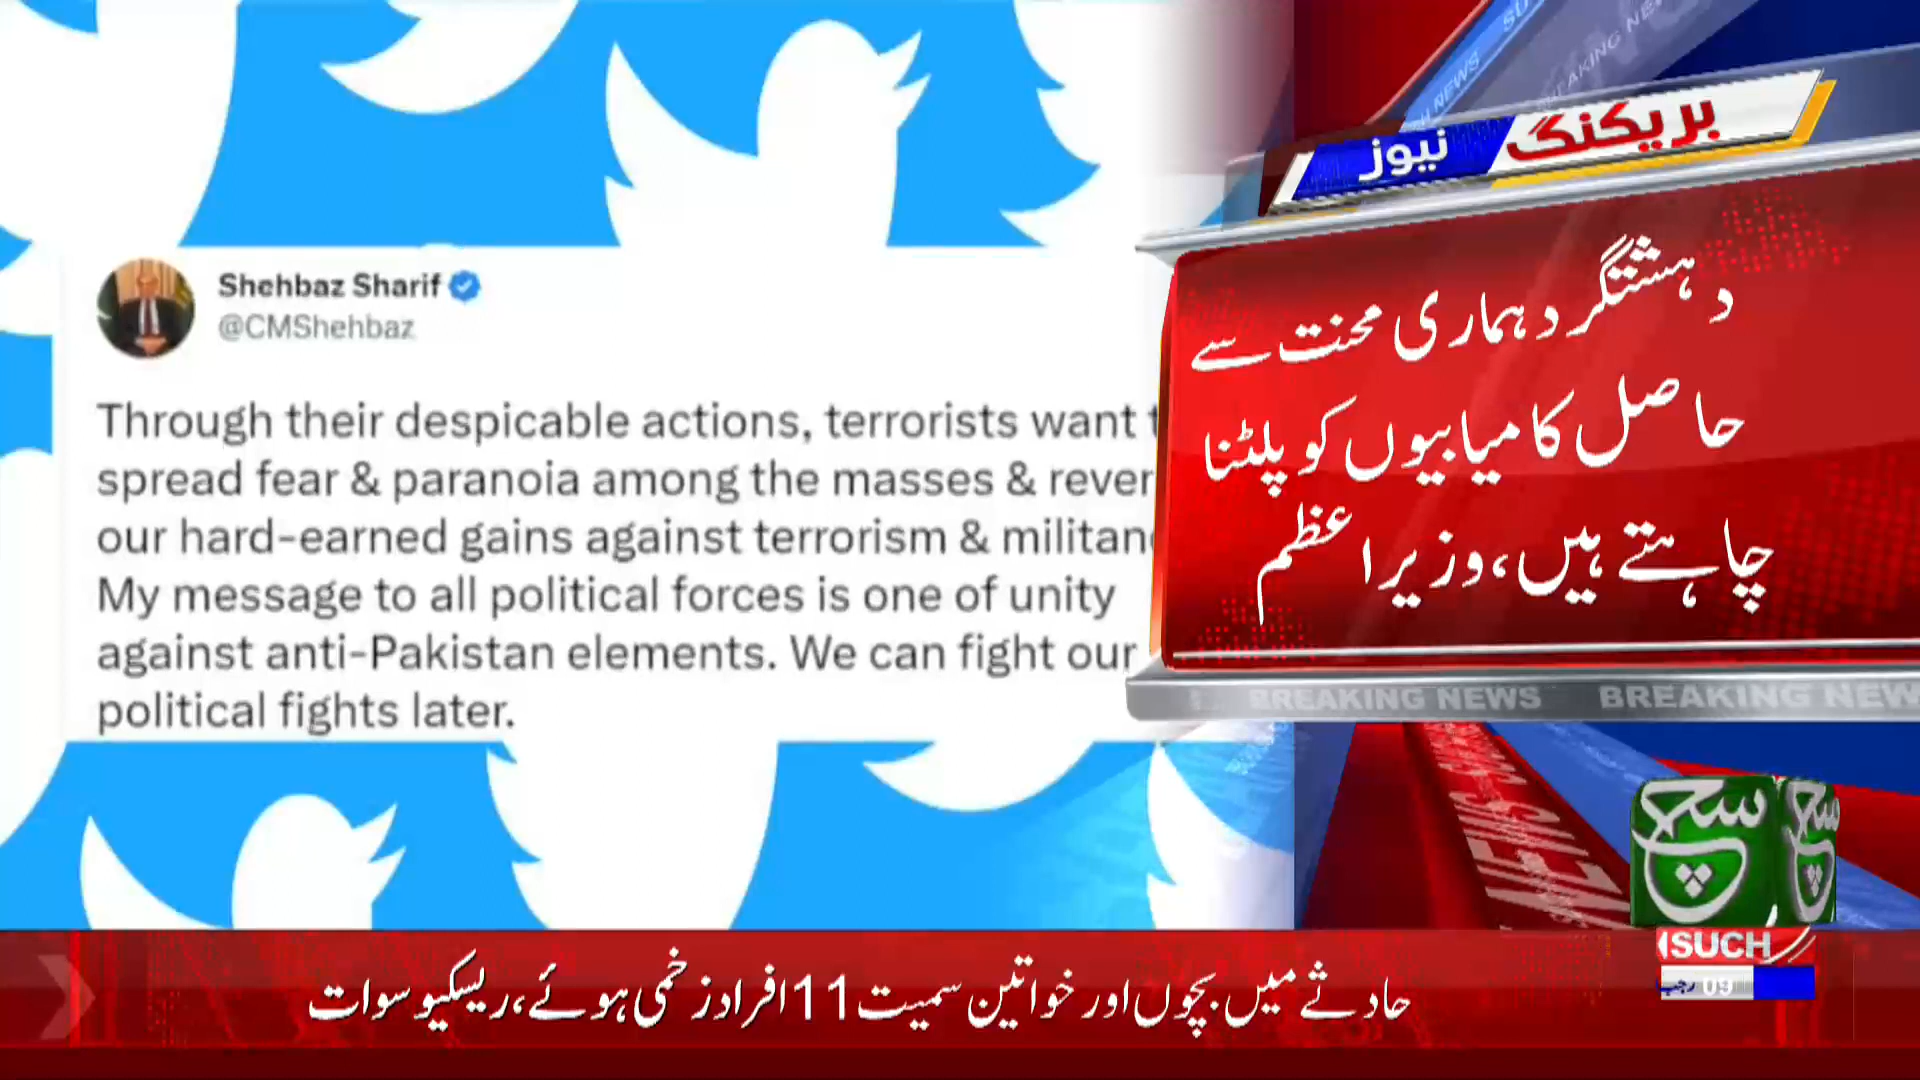 Shehbaz Sharif
@CMShehbaz
Through their despicable actions, terrorists want
spread fear & paranoia among the masses &
our hard-earned gains against terrorism &
My message to all political forces is one of unity
against anti-Pakistan elements. We can fight our
political fights later.
بریکنگ نیوز
دہشتگرد ہماری محنت سے
حاصل کامیابیوں کو پلٹنا
چاہتے ہیں، وزیراعظم
BREAKING NEWS BREAKING NEW
سچ سچ
SUCH
09 رجب
حادثے میں بچوں اور خواتین سمیت 11 افراد زخمی ہوئے، ریسکیو سوات